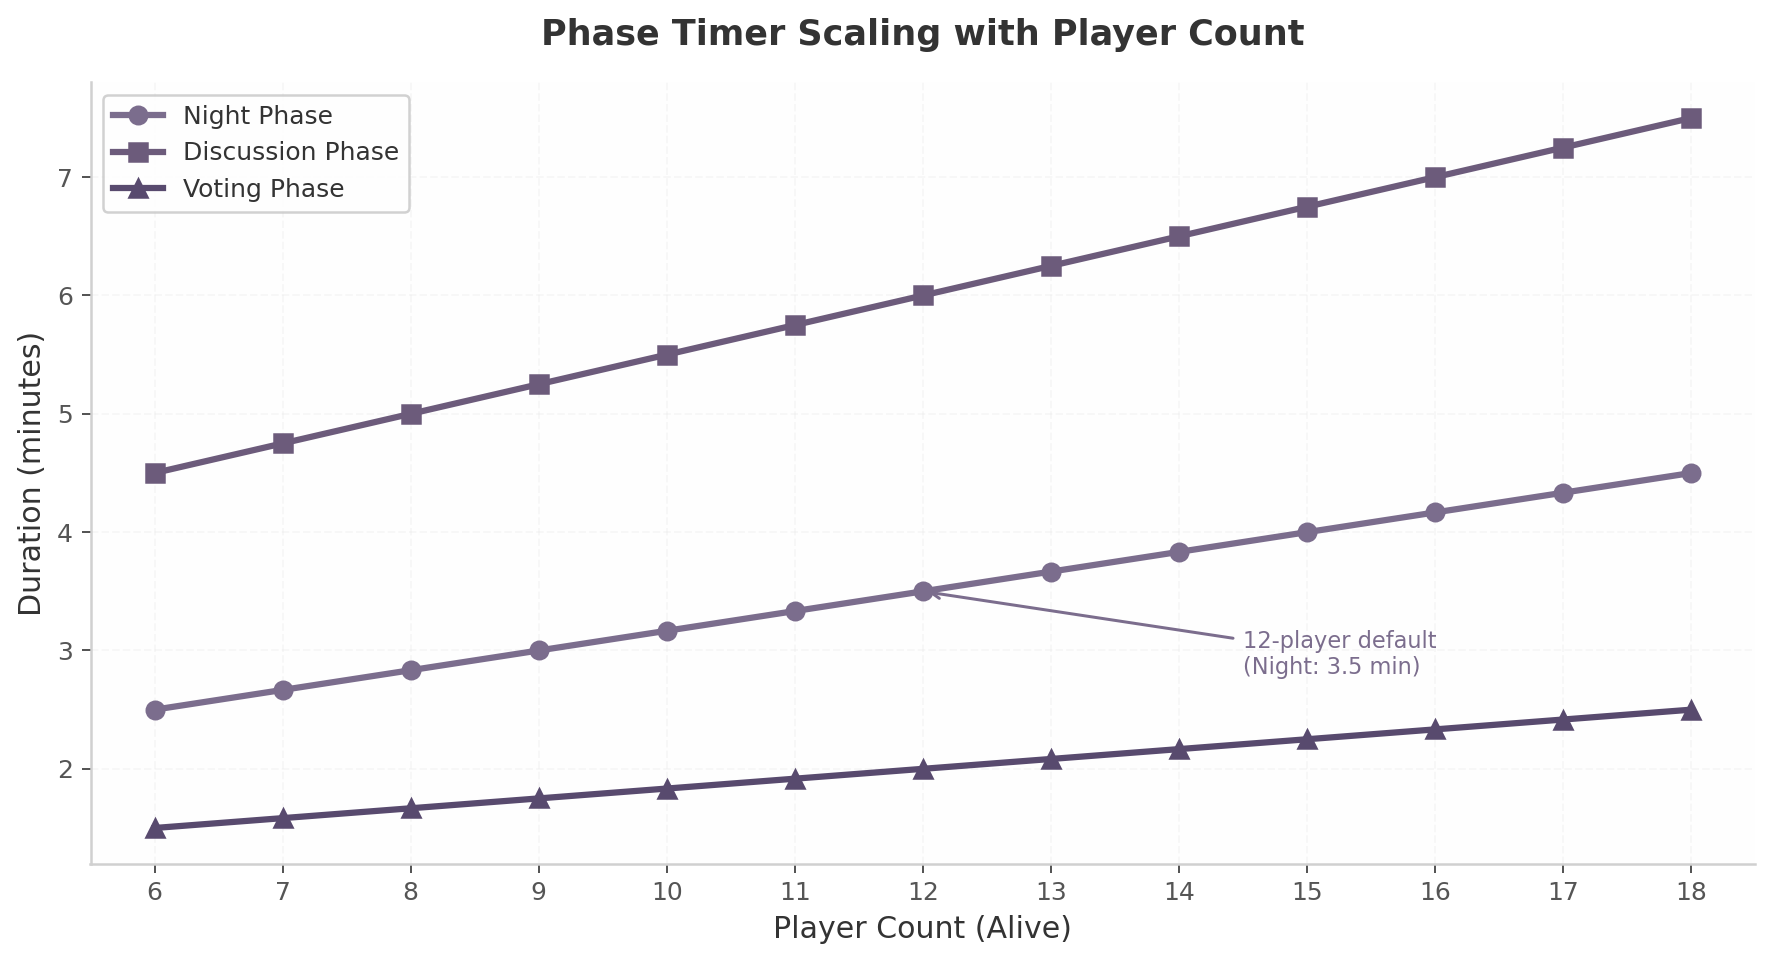 Phase Timer Scaling with Player Count
Night Phase
Discussion Phase
Voting Phase
Duration (minutes)
7
6
5
4
3
2
12-player default
(Night: 3.5 min)
6 7 8 9 10 11 12 13 14 15 16 17 18
Player Count (Alive)